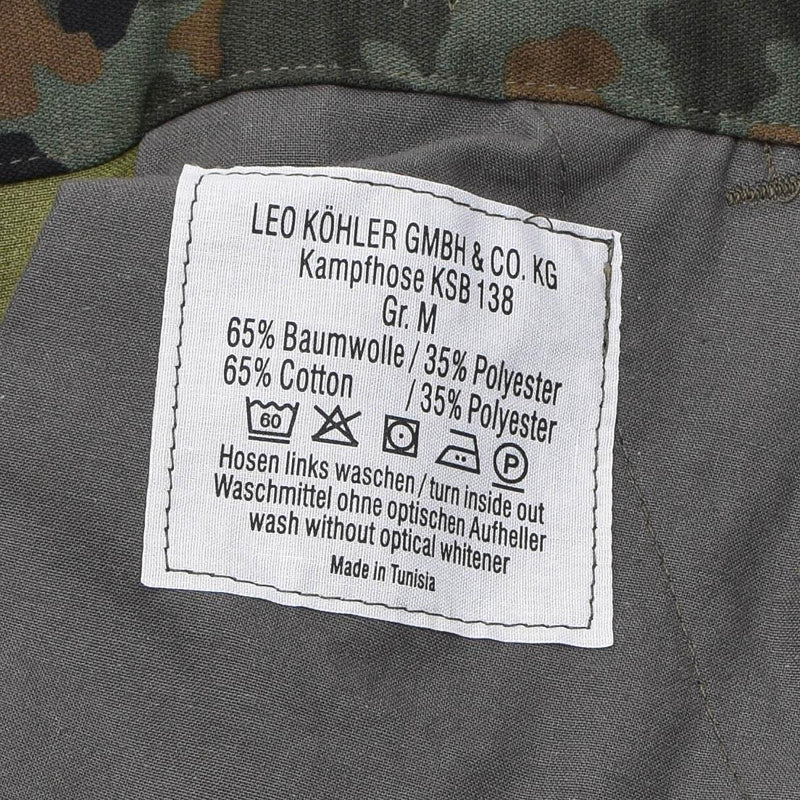 LEO KÖHLER GMBH & CO. KG
Kampfhose KSB 138
Gr. M
65% Baumwolle / 35% Polyester
65% Cotton / 35% Polyester
60 P
Hosen links waschen / turn inside out
Waschmittel ohne optischen Aufheller
wash without optical whitener
Made in Tunisia